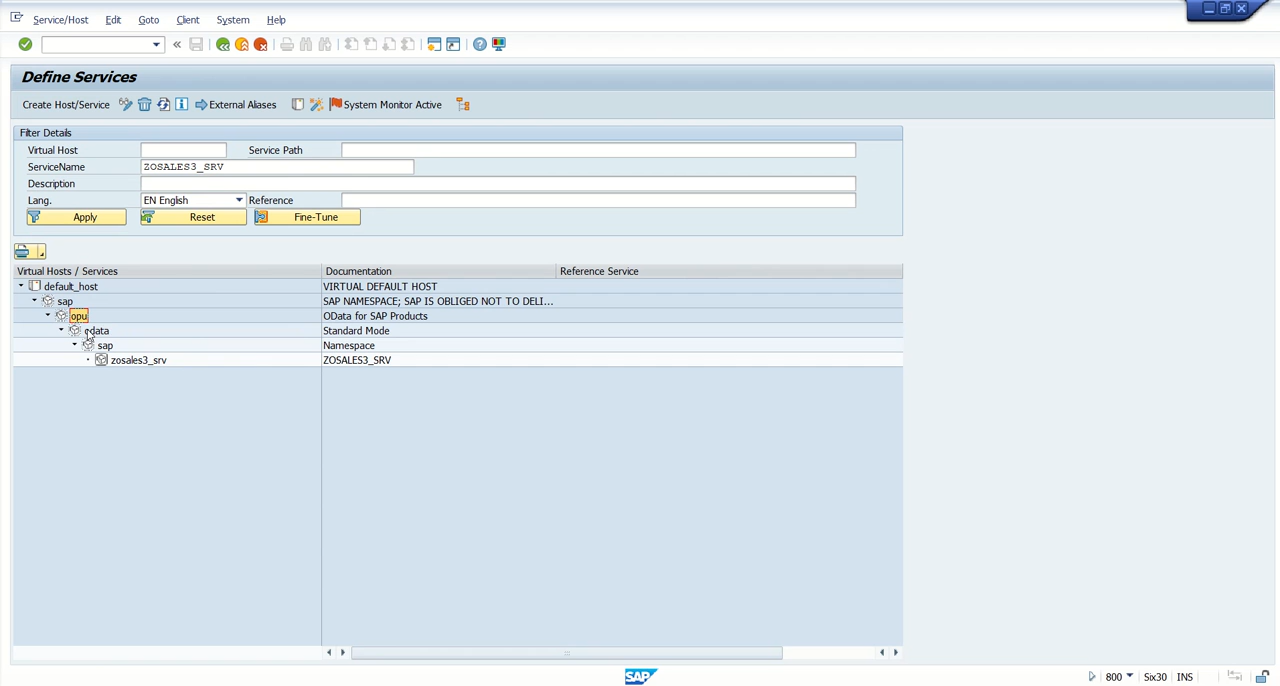 Service/Host Edit Goto Client System Help
Define Services
Create Host/Service External Aliases System Monitor Active
Filter Details
Virtual Host Service Path
ServiceName ZOSALES3_SRV
Description
Lang. EN English Reference
Apply Reset Fine-Tune
Virtual Hosts / Services Documentation Reference Service
default_host VIRTUAL DEFAULT HOST
sap SAP NAMESPACE; SAP IS OBLIGED NOT TO DELI...
opu OData for SAP Products
odata Standard Mode
sap Namespace
zosales3_srv ZOSALES3_SRV
SAP 800 Six30 INS